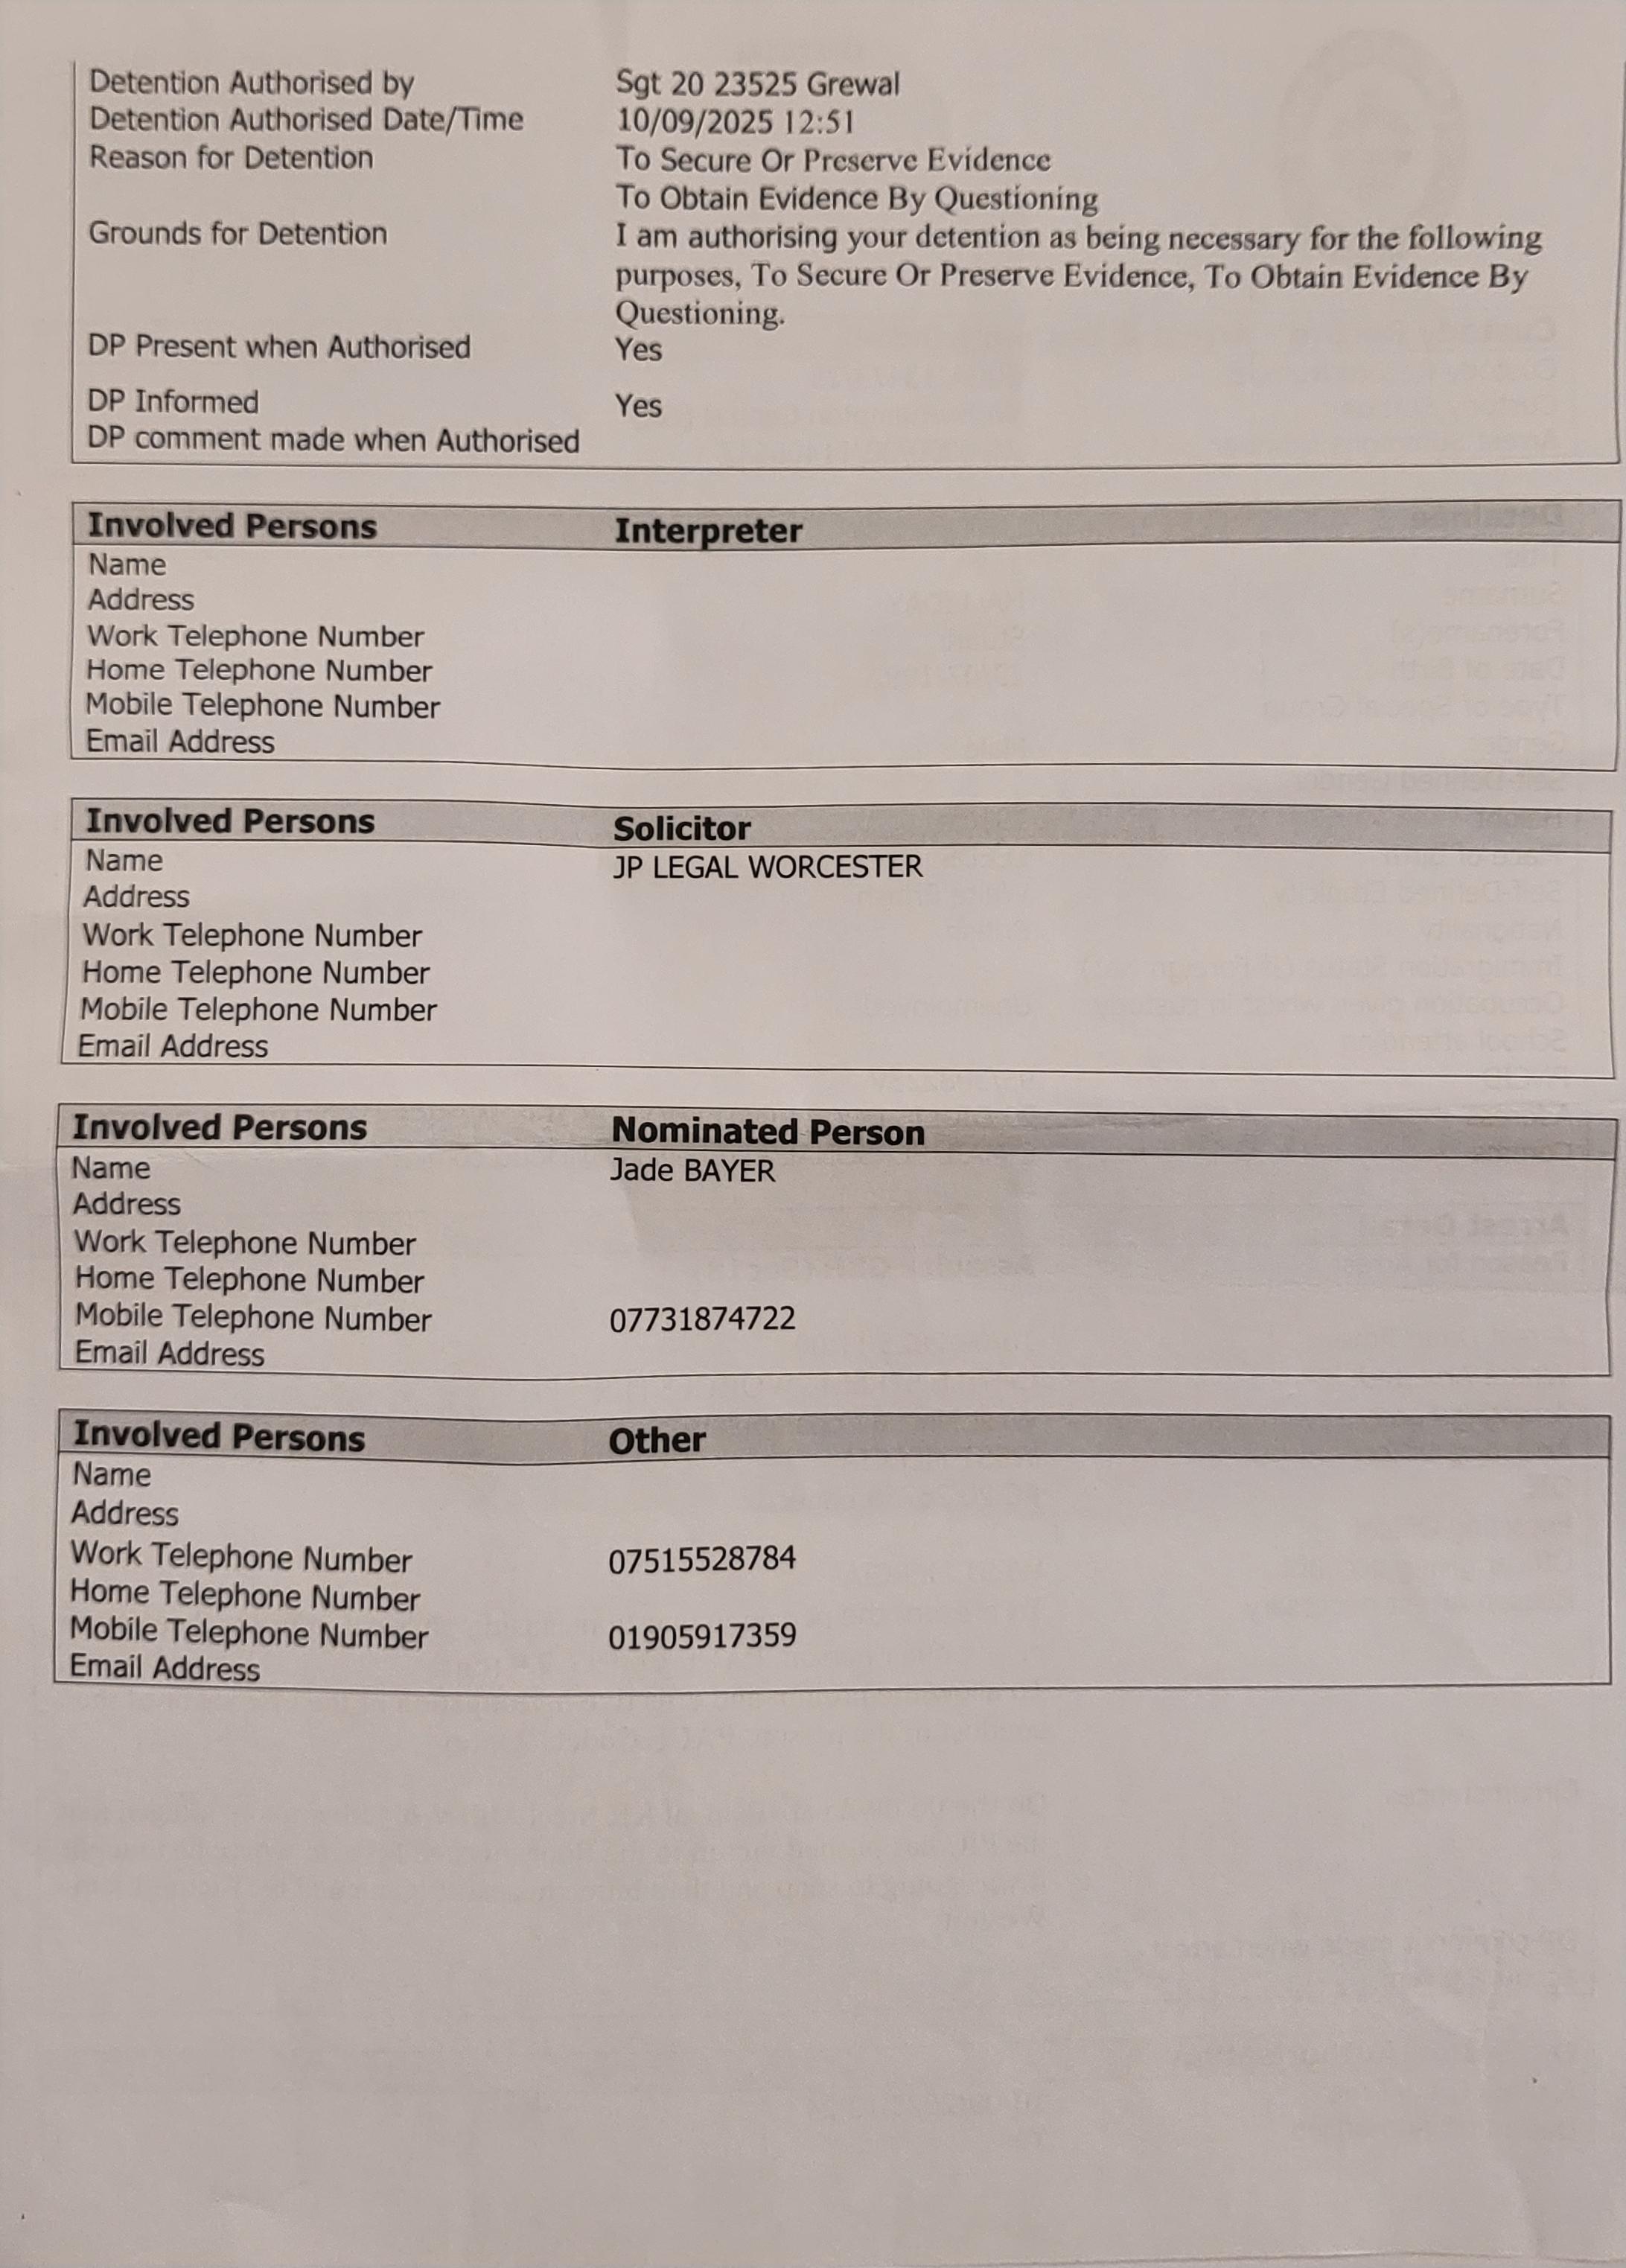 Detention Authorised by Sgt 20 23525 Grewal
Detention Authorised Date/Time 10/09/2025 12:51
Reason for Detention To Secure Or Preserve Evidence
To Obtain Evidence By Questioning
Grounds for Detention I am authorising your detention as being necessary for the following
purposes, To Secure Or Preserve Evidence, To Obtain Evidence By
Questioning.
DP Present when Authorised Yes
DP Informed Yes
DP comment made when Authorised
Involved Persons Interpreter
Name
Address
Work Telephone Number
Home Telephone Number
Mobile Telephone Number
Email Address
Involved Persons Solicitor
Name JP LEGAL WORCESTER
Address
Work Telephone Number
Home Telephone Number
Mobile Telephone Number
Email Address
Involved Persons Nominated Person
Name Jade BAYER
Address
Work Telephone Number
Home Telephone Number
Mobile Telephone Number 07731874722
Email Address
Involved Persons Other
Name
Address
Work Telephone Number 07515528784
Home Telephone Number
Mobile Telephone Number 01905917359
Email Address